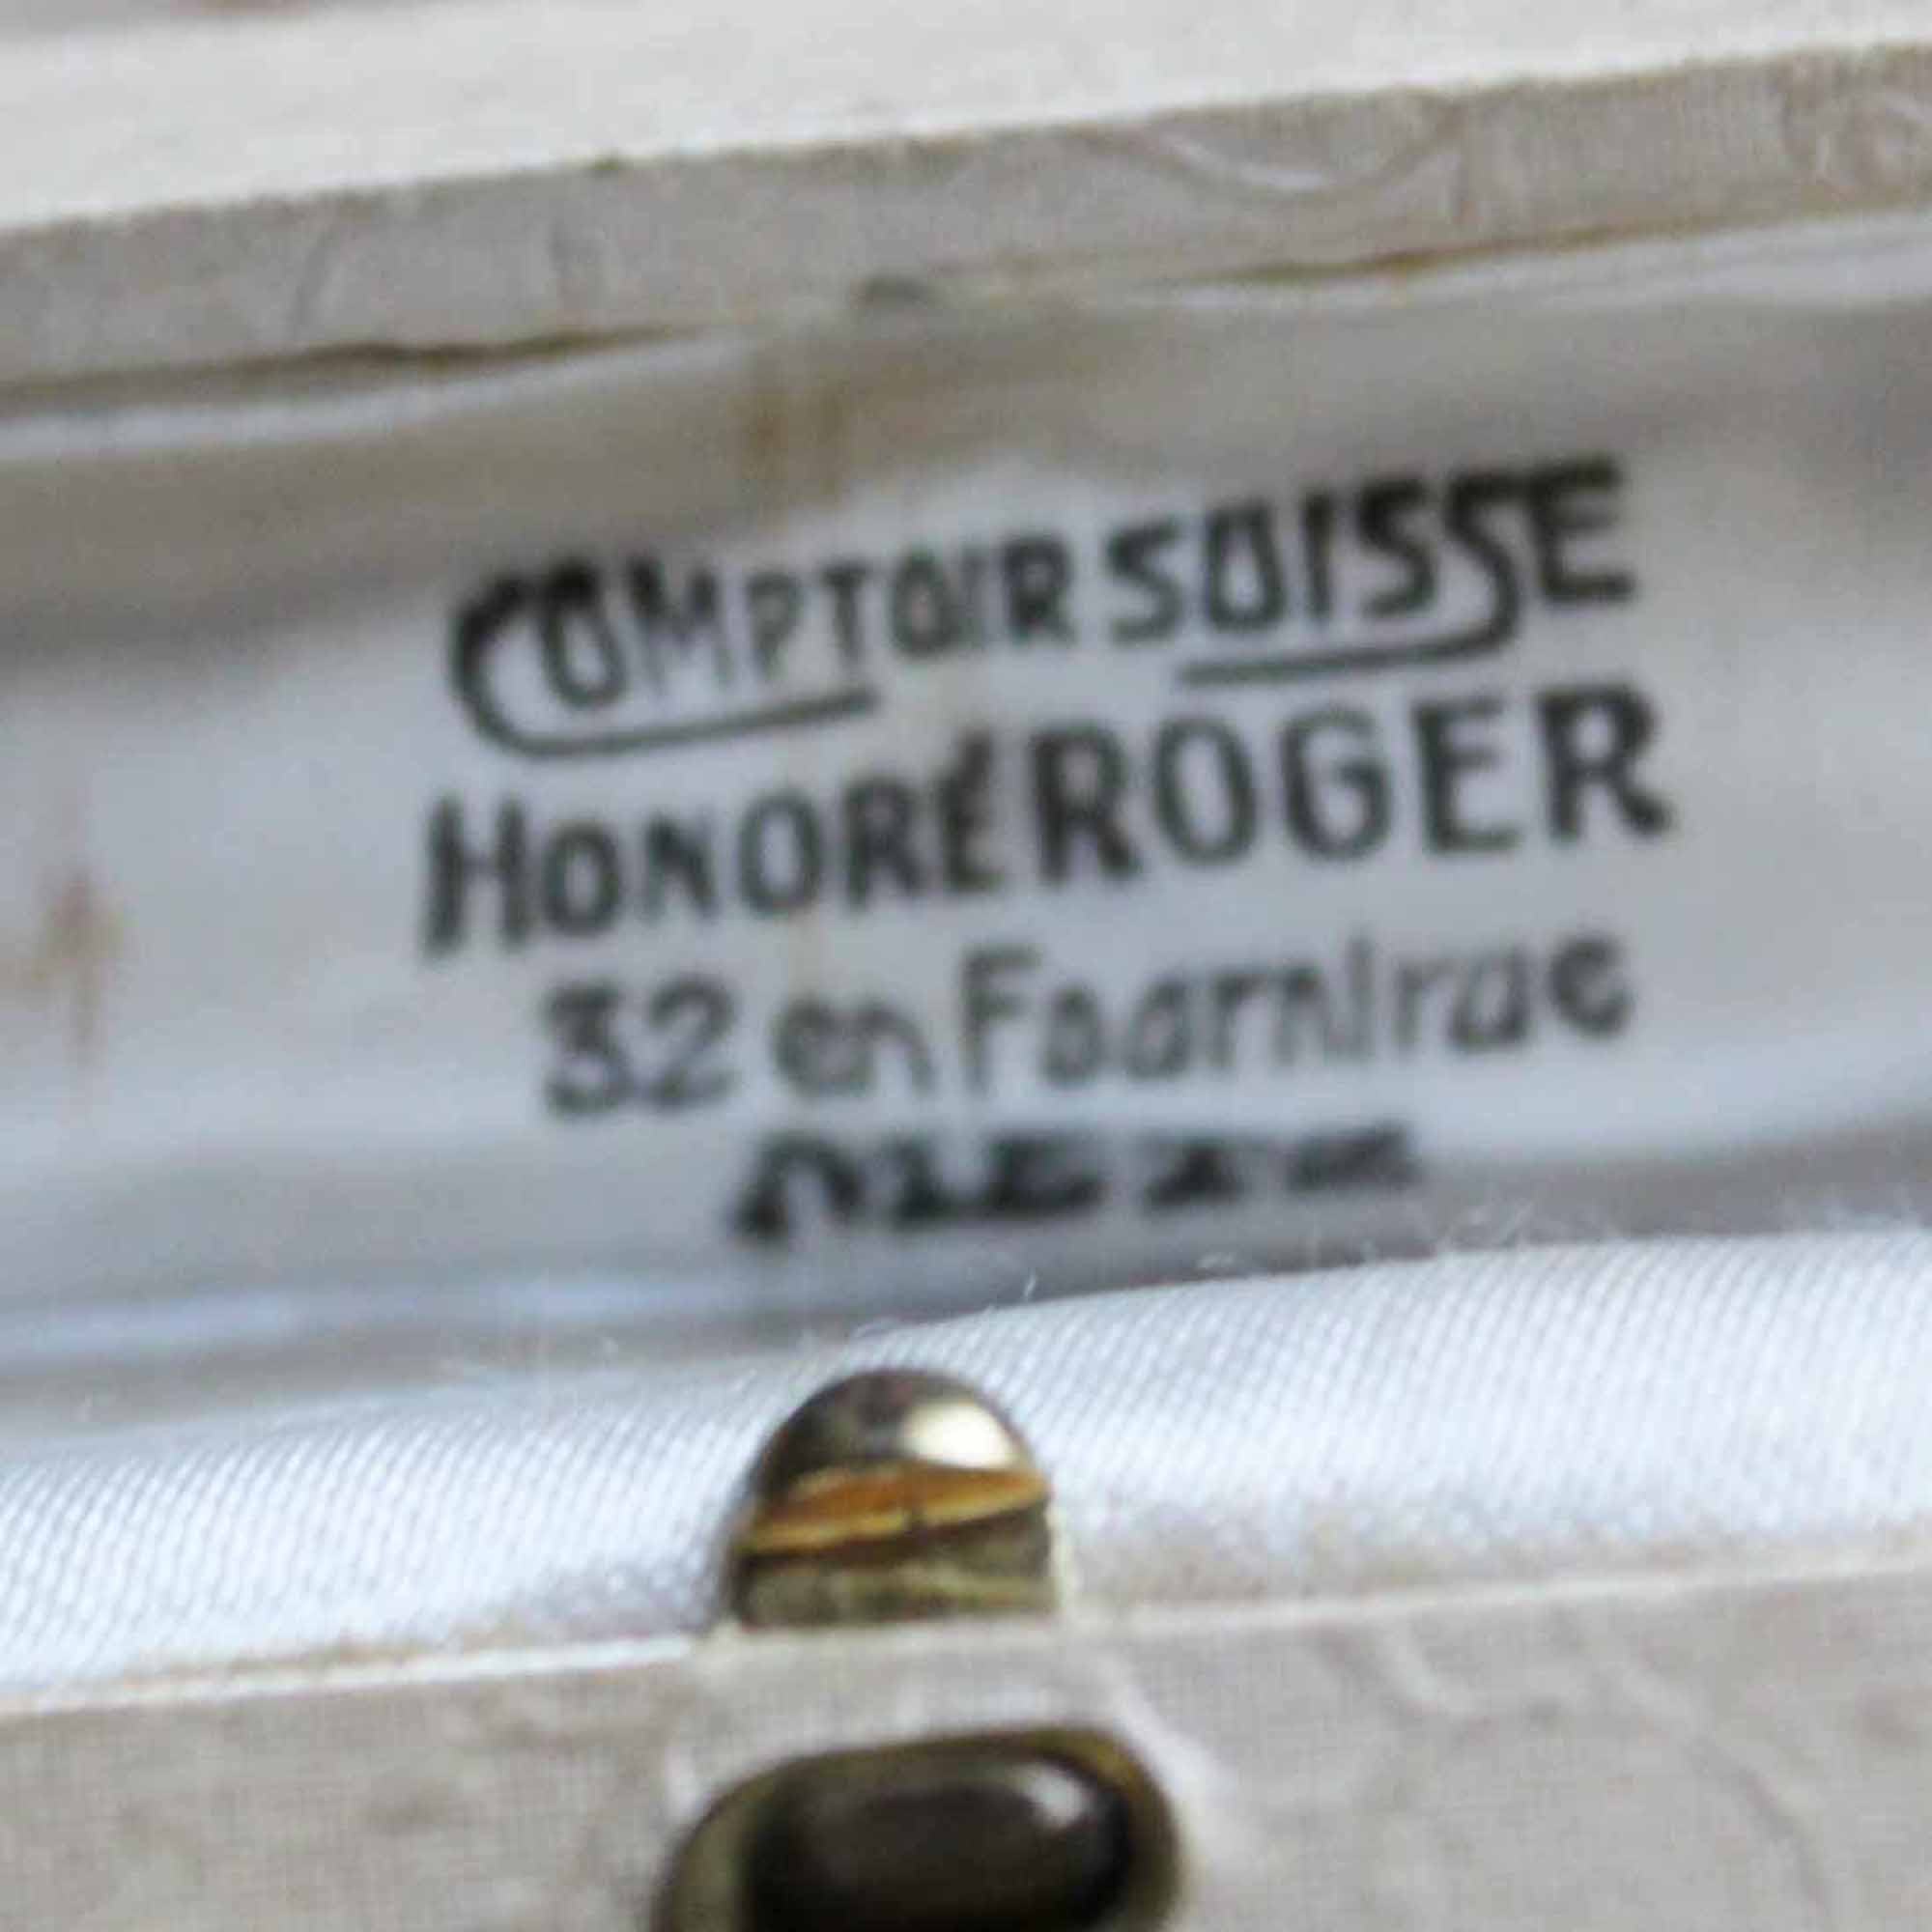 COMPTOIR SUISSE
HONORÉ ROGER
32 en Fournirue